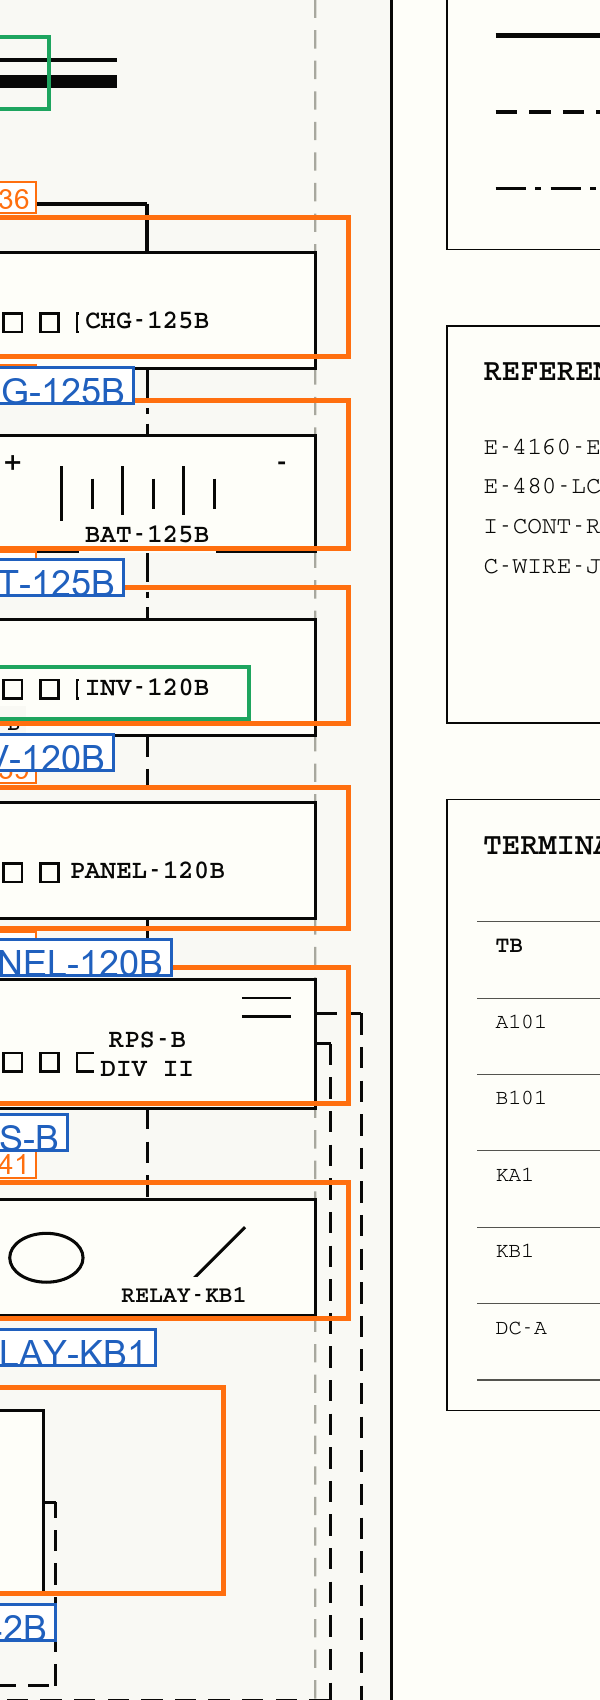 36
CHG-125B
G-125B
+ -
BAT-125B
T-125B
INV-120B
B
V-120B
PANEL-120B
NEL-120B
RPS-B
DIV II
S-B
41
RELAY-KB1
LAY-KB1
2B
REFEREN
E-4160-E
E-480-LC
I-CONT-R
C-WIRE-J
TERMINA
TB
A101
B101
KA1
KB1
DC-A